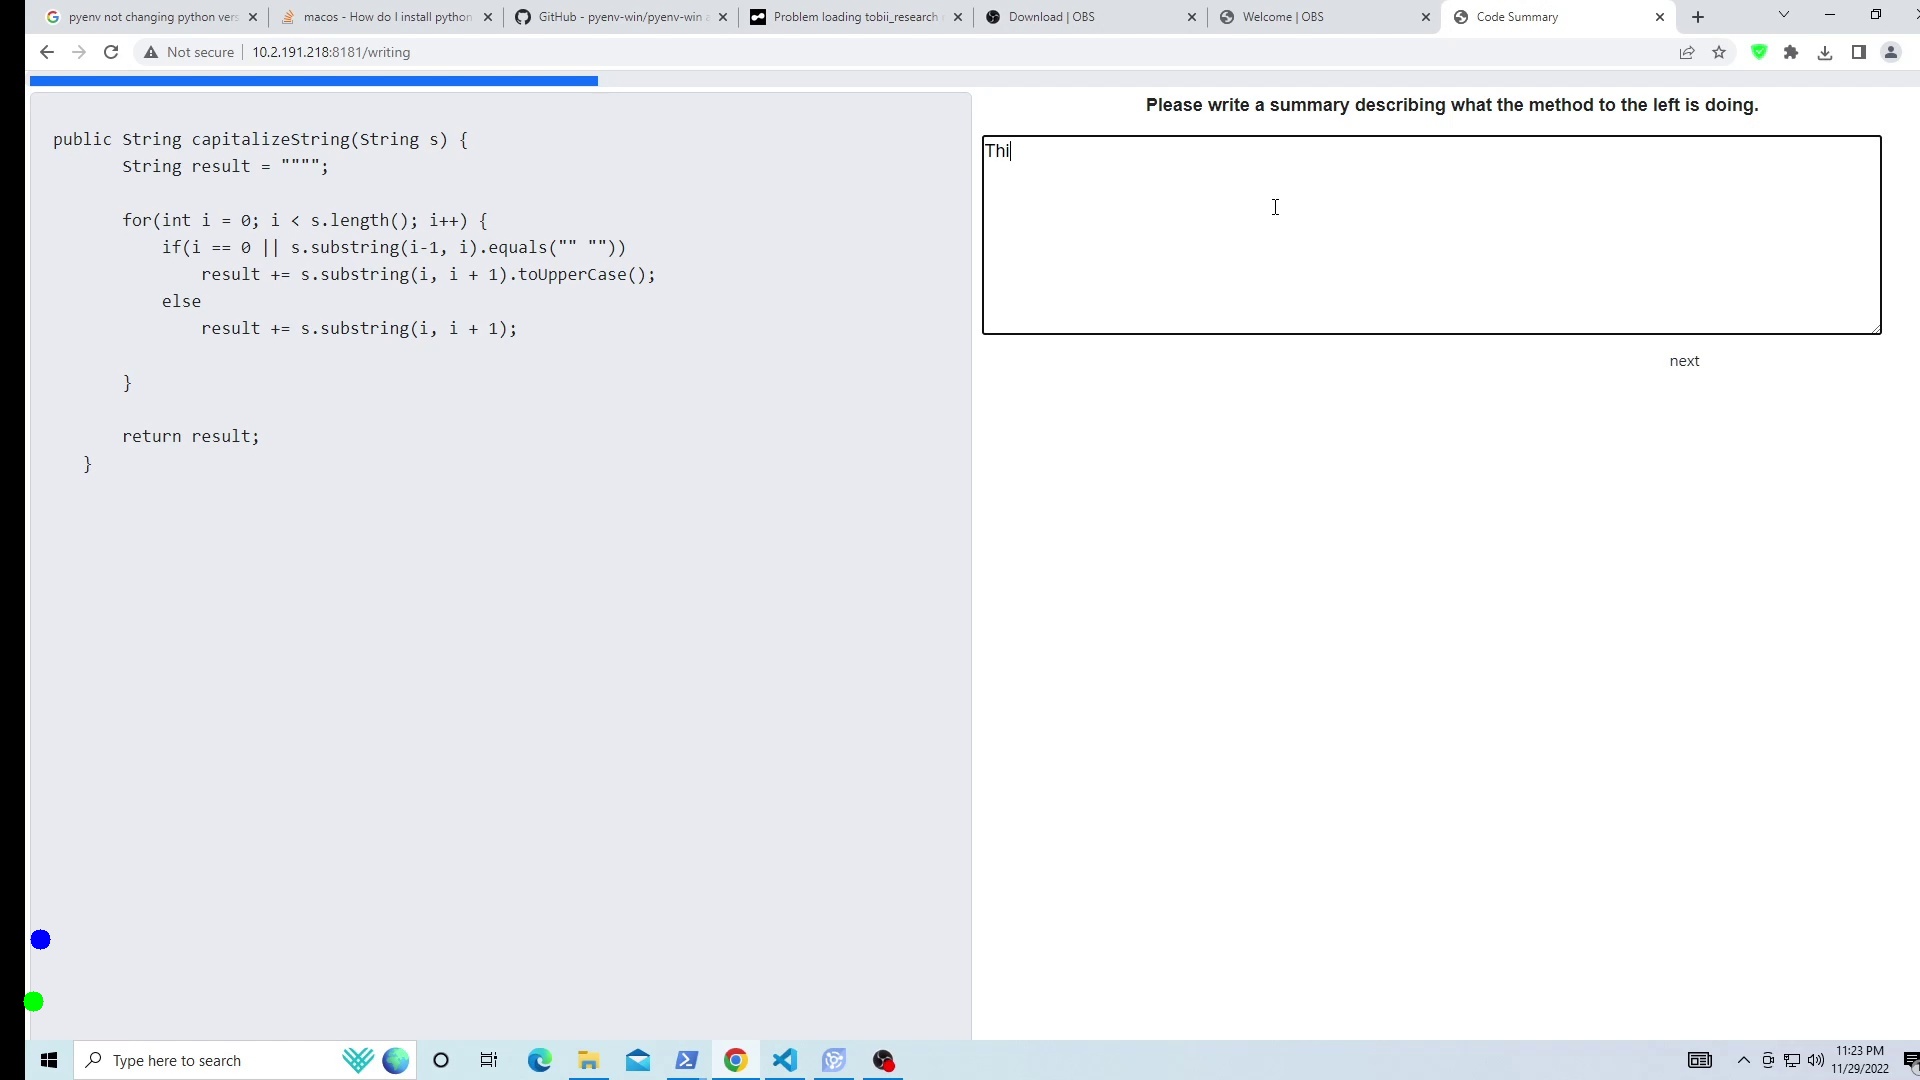 pyenv not changing python vers
macos - How do I install python
GitHub - pyenv-win/pyenv-win a
Problem loading tobii_research
Download | OBS
Welcome | OBS
Code Summary
Not secure
10.2.191.218:8181/writing
public String capitalizeString(String s) {
String result = """";
for(int i = 0; i < s.length(); i++) {
if(i == 0 || s.substring(i-1, i).equals("" ""))
result += s.substring(i, i + 1).toUpperCase();
else
result += s.substring(i, i + 1);
}
return result;
}
Please write a summary describing what the method to the left is doing.
Thi
next
Type here to search
11:23 PM
11/29/2022